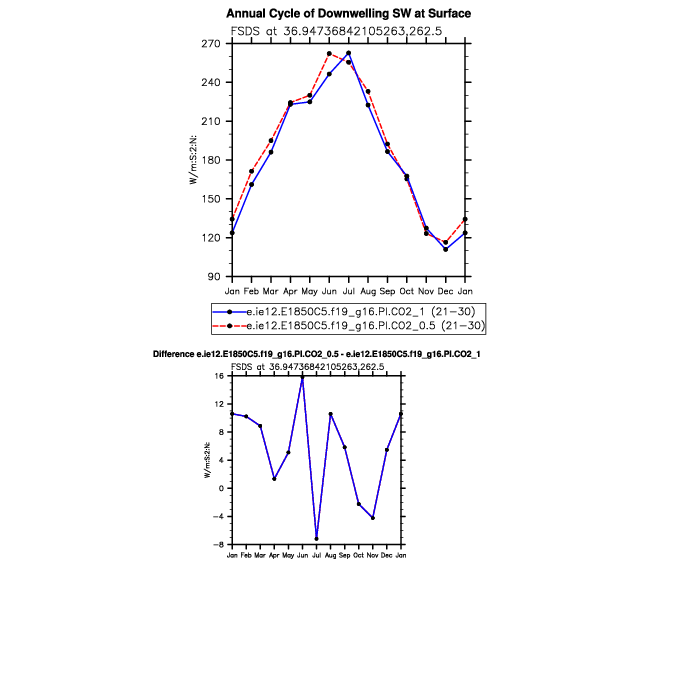 Annual Cycle of Downwelling SW at Surface
FSDS at 36.94736842105263,262.5
270
240
210
180
150
120
90
W/m:S:2:N:
Jan Feb Mar Apr May Jun Jul Aug Sep Oct Nov Dec Jan
e.ie12.E1850C5.f19_g16.PI.CO2_1 (21-30)
e.ie12.E1850C5.f19_g16.PI.CO2_0.5 (21-30)
Difference e.ie12.E1850C5.f19_g16.PI.CO2_0.5 - e.ie12.E1850C5.f19_g16.PI.CO2_1
FSDS at 36.94736842105263,262.5
16
12
8
4
0
-4
-8
W/m:S:2:N:
Jan Feb Mar Apr May Jun Jul Aug Sep Oct Nov Dec Jan